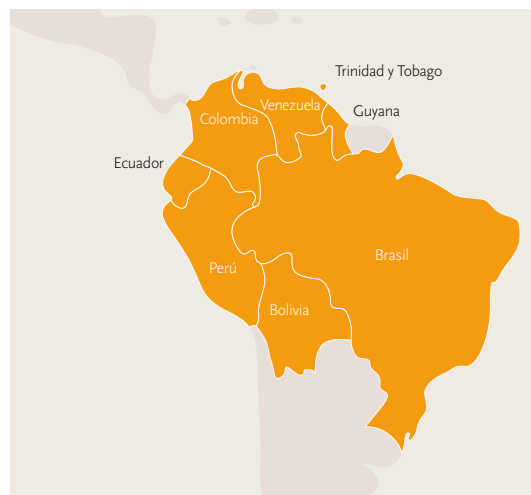 Trinidad y Tobago
Venezuela
Guyana
Colombia
Ecuador
Brasil
Perú
Bolivia